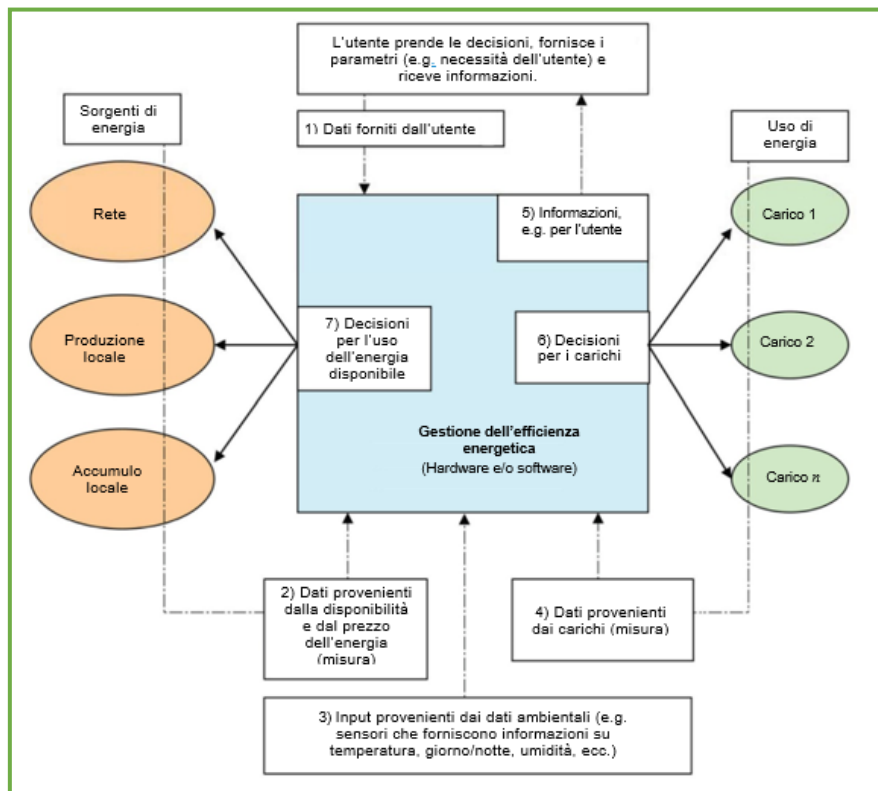 L'utente prende le decisioni, fornisce i
parametri (e.g. necessità dell'utente) e
riceve informazioni.
Sorgenti di
energia
1) Dati forniti dall'utente
Uso di
energia
Rete
5) Informazioni,
e.g. per l'utente
Carico 1
Produzione
locale
7) Decisioni
per l'uso
dell'energia
disponibile
6) Decisioni
per i carichi
Carico 2
Gestione dell'efficienza
energetica
(Hardware e/o software)
Accumulo
locale
Carico n
2) Dati provenienti
dalla disponibilità
e dal prezzo
dell'energia
(misura)
4) Dati provenienti
dai carichi (misura)
3) Input provenienti dai dati ambientali (e.g.
sensori che forniscono informazioni su
temperatura, giorno/notte, umidità, ecc.)